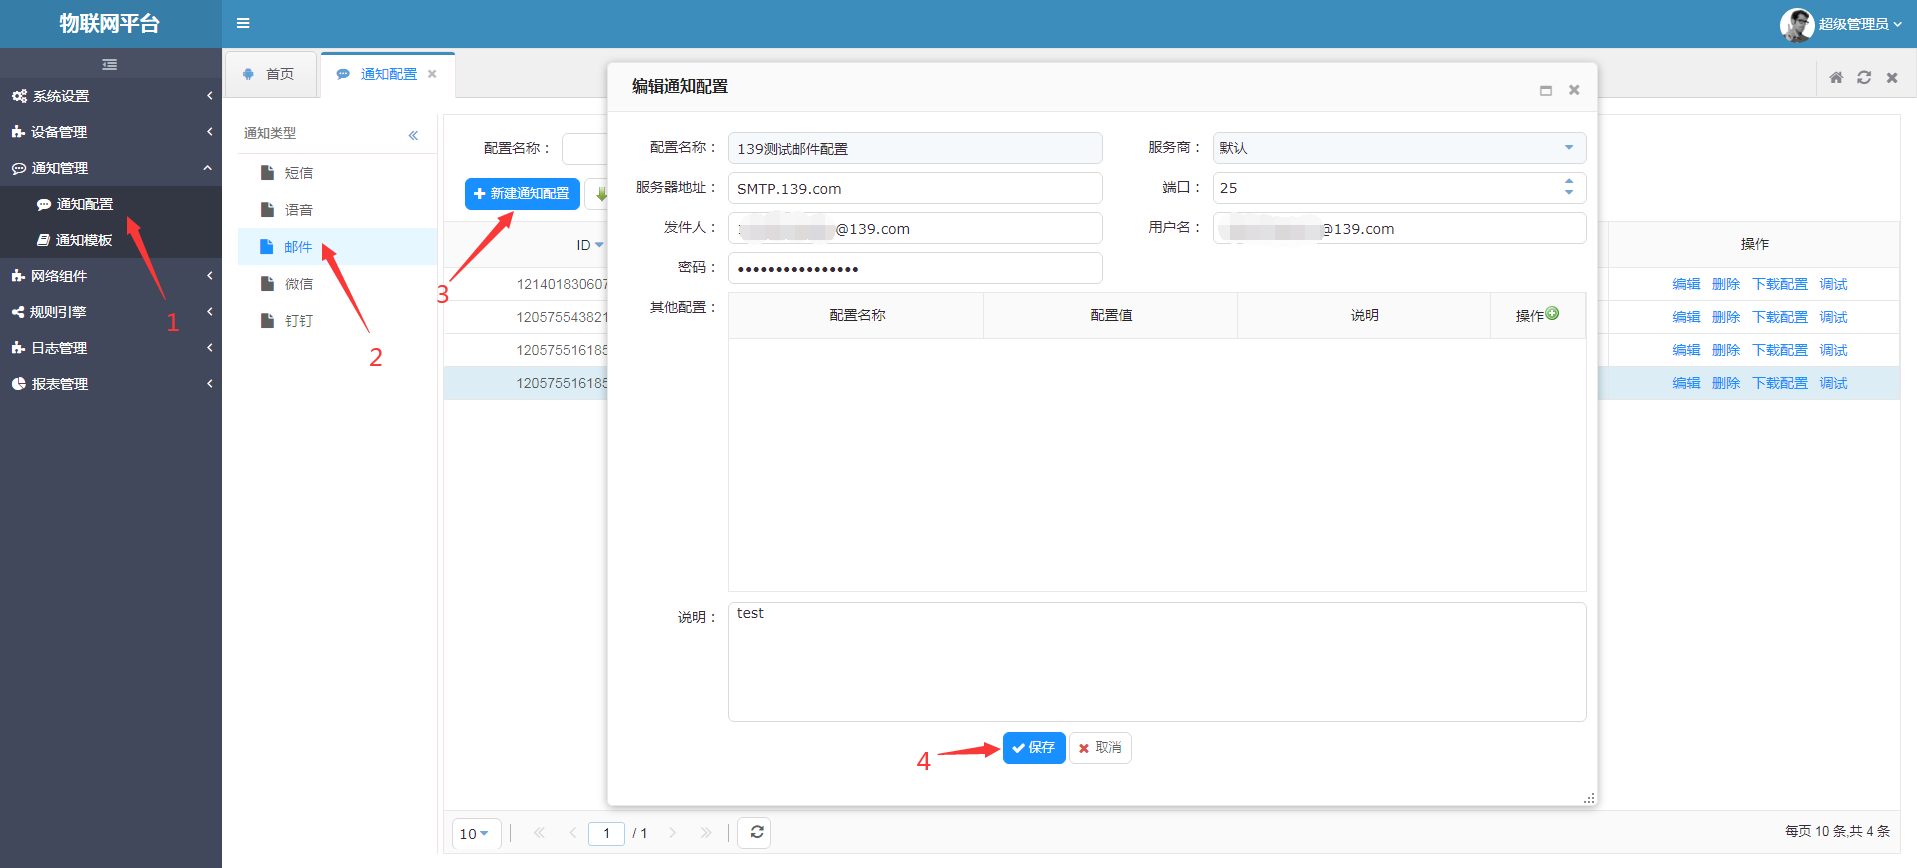 物联网平台
超级管理员
系统设置
设备管理
通知管理
通知配置
通知模板
网络组件
规则引擎
日志管理
报表管理
1
首页
通知配置
通知类型
短信
语音
邮件
微信
钉钉
2
配置名称：
新建通知配置
3
ID
操作
121401830607
编辑 删除 下载配置 调试
120575543821
编辑 删除 下载配置 调试
120575516185
编辑 删除 下载配置 调试
120575516185
编辑 删除 下载配置 调试
编辑通知配置
配置名称： 139测试邮件配置
服务商： 默认
服务器地址： SMTP.139.com
端口： 25
发件人： @139.com
用户名： @139.com
密码： ••••••••••••••••
其他配置：
配置名称 配置值 说明 操作
说明： test
4
保存 取消
10 1 / 1
每页 10 条,共 4 条